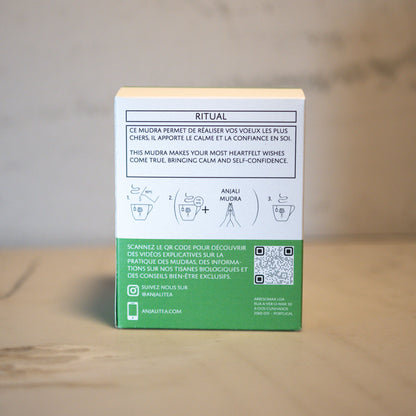 RITUAL
CE MUDRA PERMET DE RÉALISER VOS VOEUX LES PLUS
CHERS, IL APPORTE LE CALME ET LA CONFIANCE EN SOI.
THIS MUDRA MAKES YOUR MOST HEARTFELT WISHES
COME TRUE, BRINGING CALM AND SELF-CONFIDENCE.
1.
2.
+
ANJALI
MUDRA
3.
SCANNEZ LE QR CODE POUR DÉCOUVRIR
DES VIDÉOS EXPLICATIVES SUR LA
PRATIQUE DES MUDRAS, DES INFORMA-
TIONS SUR NOS TISANES BIOLOGIQUES ET
DES CONSEILS BIEN-ÊTRE EXCLUSIFS.
SUIVEZ NOUS SUR
@ANJALITEA
ANJALITEA.COM
- PORTUGAL